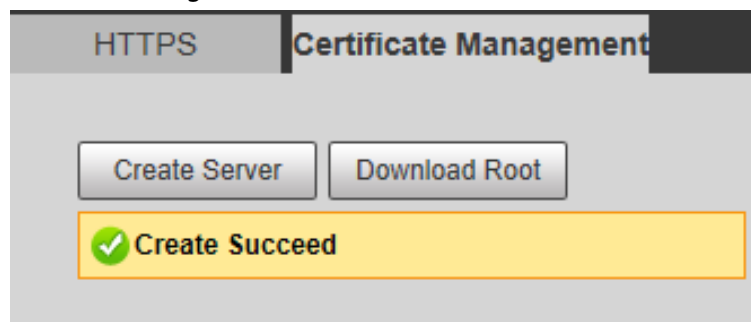 HTTPS Certificate Management
Create Server Download Root
Create Succeed